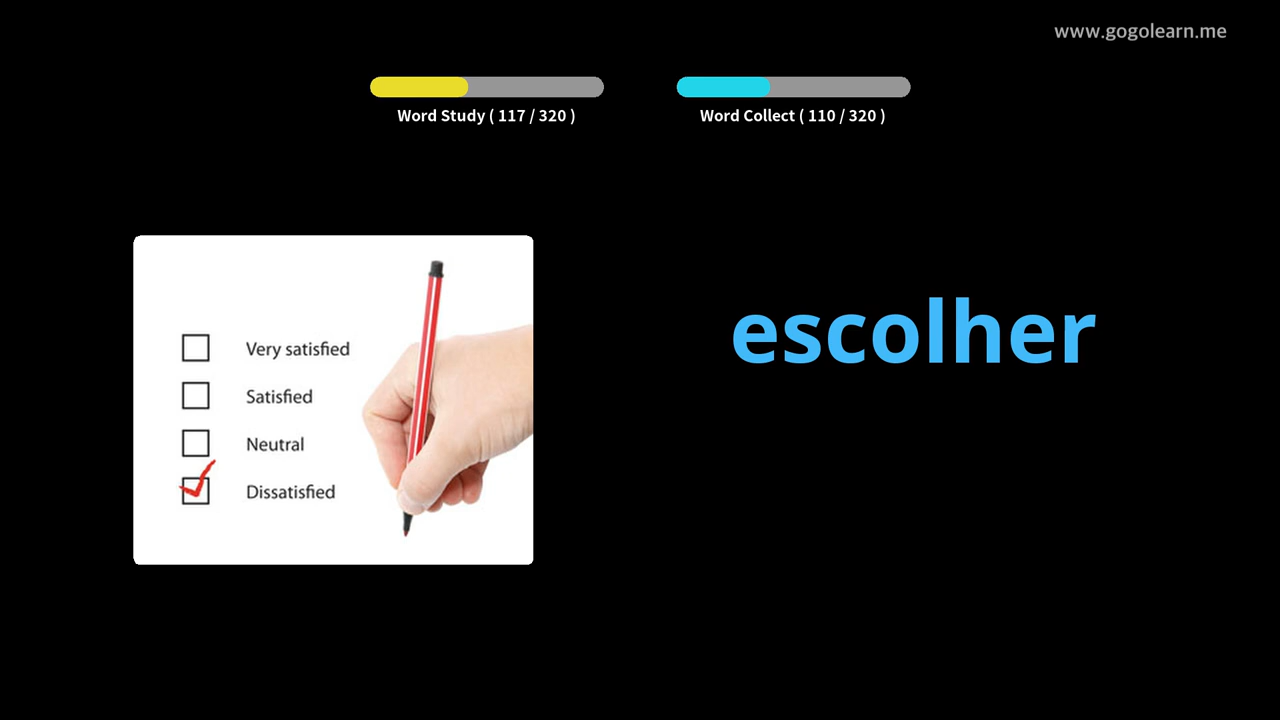 www.gogolearn.me
Word Study ( 117 / 320 )
Word Collect ( 110 / 320 )
escolher
Very satisfied
Satisfied
Neutral
Dissatisfied